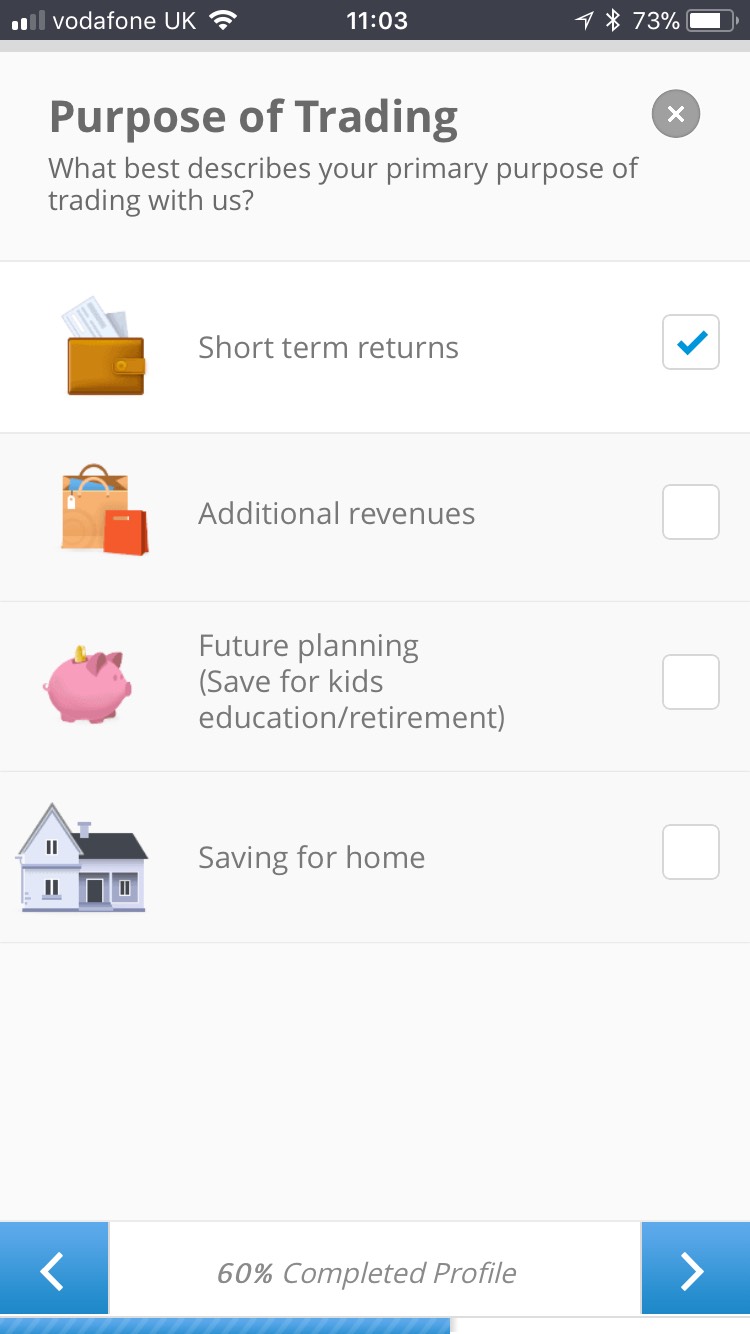 vodafone UK 11:03 73%
Purpose of Trading
What best describes your primary purpose of
trading with us?
Short term returns
Additional revenues
Future planning
(Save for kids
education/retirement)
Saving for home
60% Completed Profile